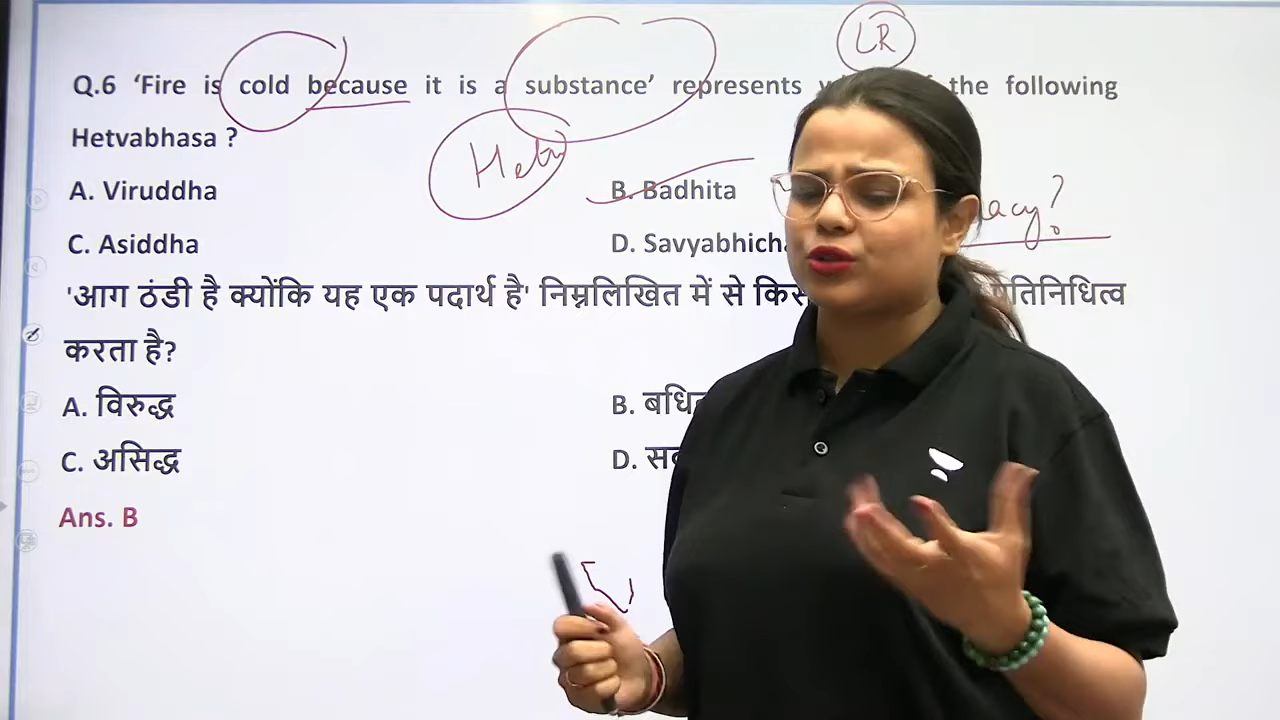 LR
Q.6 ‘Fire is cold because it is a substance’ represents the following
Hetvabhasa ?
Hetu
A. Viruddha
B. Badhita
acy?
C. Asiddha
D. Savyabhicha
'आग ठंडी है क्योंकि यह एक पदार्थ है' निम्नलिखित में से किस तिनिधित्व
करता है?
A. विरुद्ध
B. बधि
C. असिद्ध
D. स
Ans. B